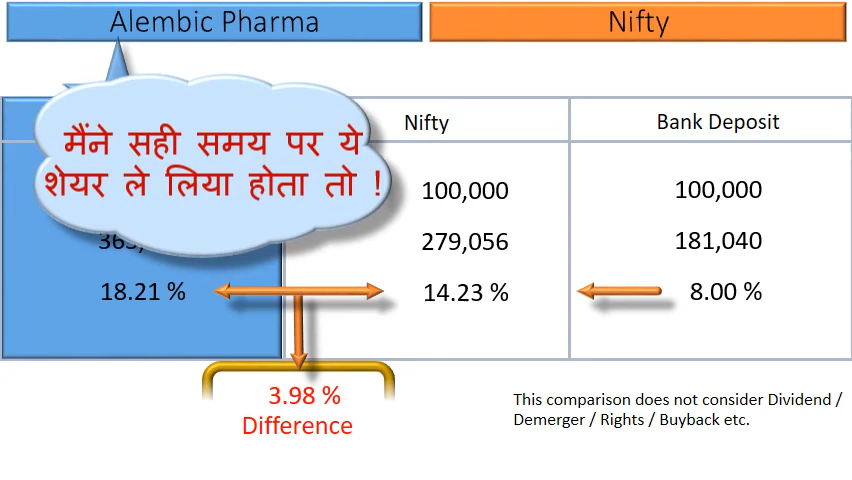 Alembic Pharma
Nifty
मैंने सही समय पर ये
शेयर ले लिया होता तो !
Nifty
Bank Deposit
100,000
100,000
279,056
181,040
18.21 %
14.23 %
8.00 %
3.98 %
Difference
This comparison does not consider Dividend /
Demerger / Rights / Buyback etc.